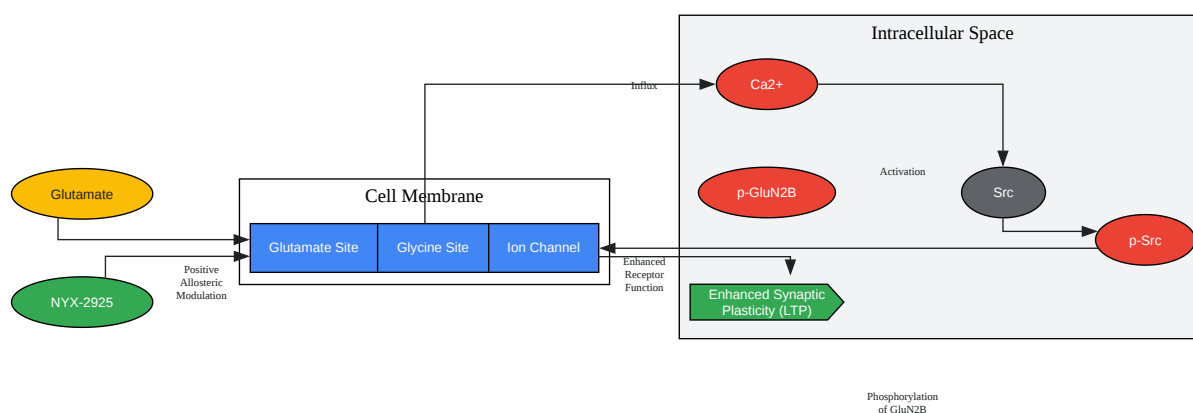 Intracellular Space
Influx
Ca2+
Glutamate
Cell Membrane
p-GluN2B
Activation
Src
Glutamate Site
Glycine Site
Ion Channel
p-Src
NYX-2925
Positive
Allosteric
Modulation
Enhanced
Receptor
Function
Enhanced Synaptic
Plasticity (LTP)
Phosphorylation
of GluN2B